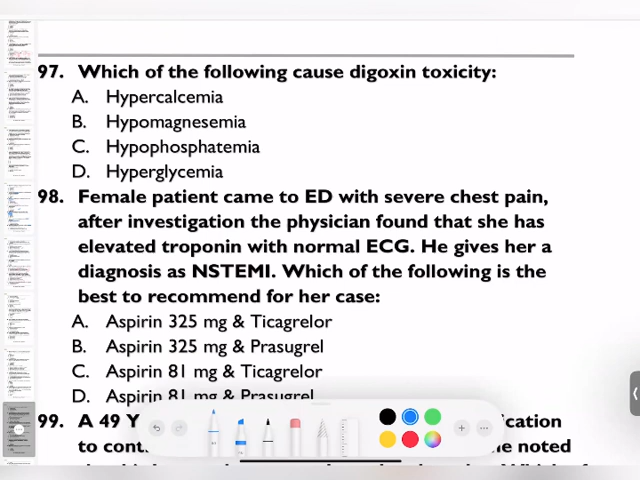 97. Which of the following cause digoxin toxicity:
A. Hypercalcemia
B. Hypomagnesemia
C. Hypophosphatemia
D. Hyperglycemia
98. Female patient came to ED with severe chest pain,
after investigation the physician found that she has
elevated troponin with normal ECG. He gives her a
diagnosis as NSTEMI. Which of the following is the
best to recommend for her case:
A. Aspirin 325 mg & Ticagrelor
B. Aspirin 325 mg & Prasugrel
C. Aspirin 81 mg & Ticagrelor
D. Aspirin 81 mg & Prasugrel
99. A 49 Y
to cont
noted